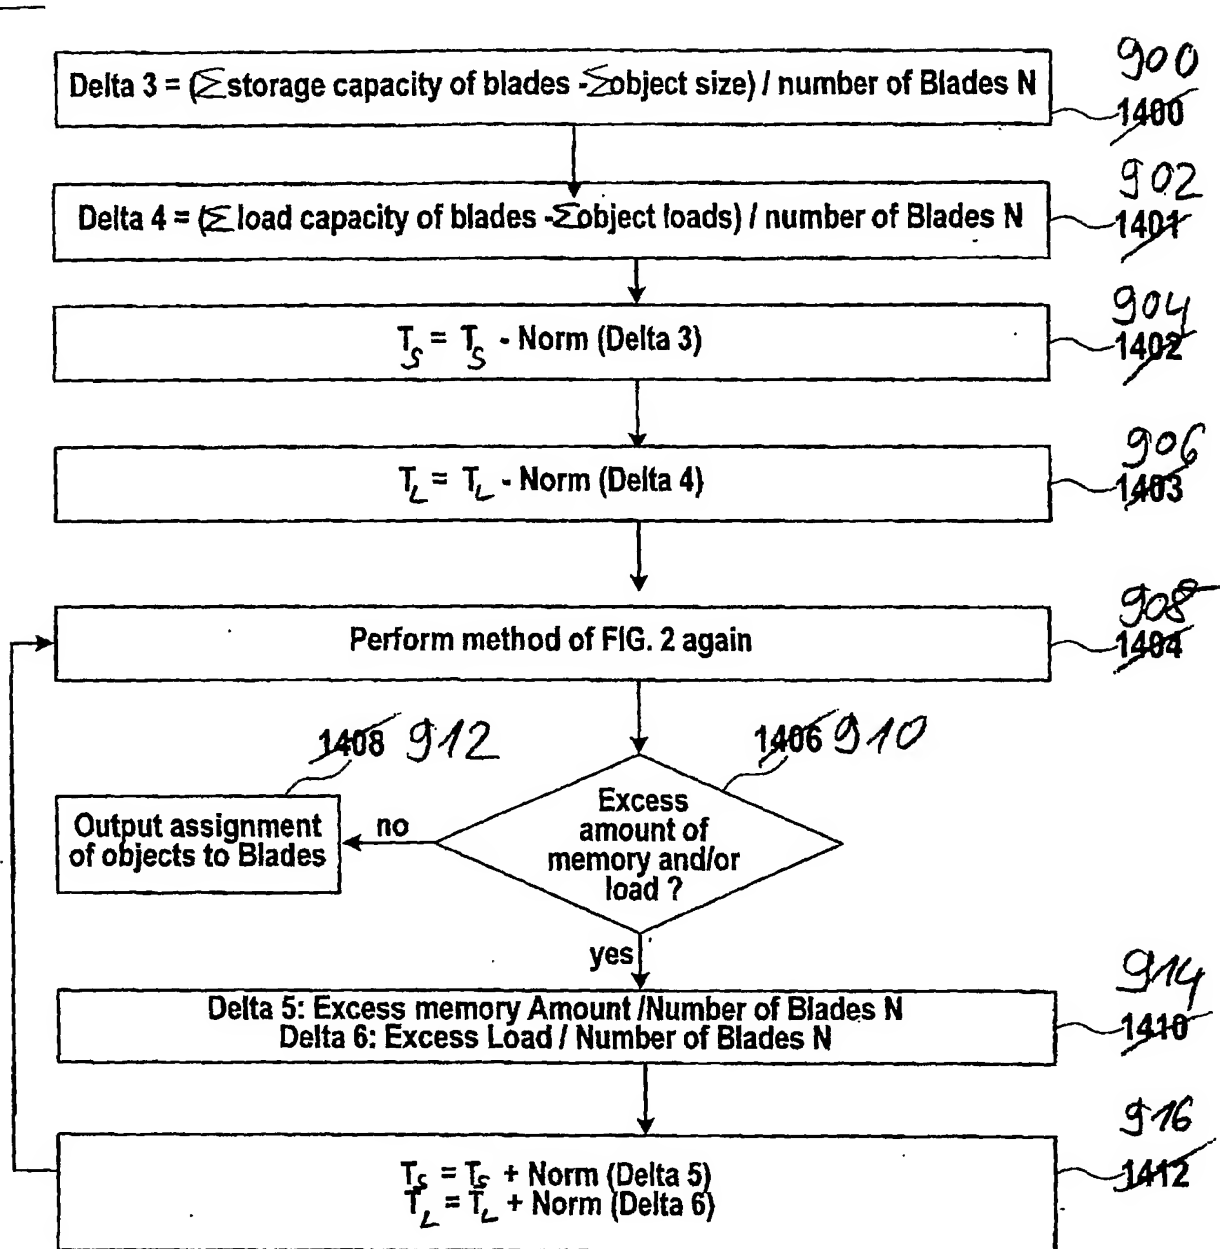 900
Delta 3 = (∑ storage capacity of blades - ∑ object size) / number of Blades N
1400
902
Delta 4 = (∑ load capacity of blades - ∑ object loads) / number of Blades N
1401
904
T_S = T_S - Norm (Delta 3)
1402
906
T_L = T_L - Norm (Delta 4)
1403
908
Perform method of FIG. 2 again
1404
1408 912
1406 910
Output assignment
of objects to Blades
no
Excess
amount of
memory and/or
load ?
yes
914
Delta 5: Excess memory Amount /Number of Blades N
Delta 6: Excess Load / Number of Blades N
1410
916
T_S = T_S + Norm (Delta 5)
T_L = T_L + Norm (Delta 6)
1412